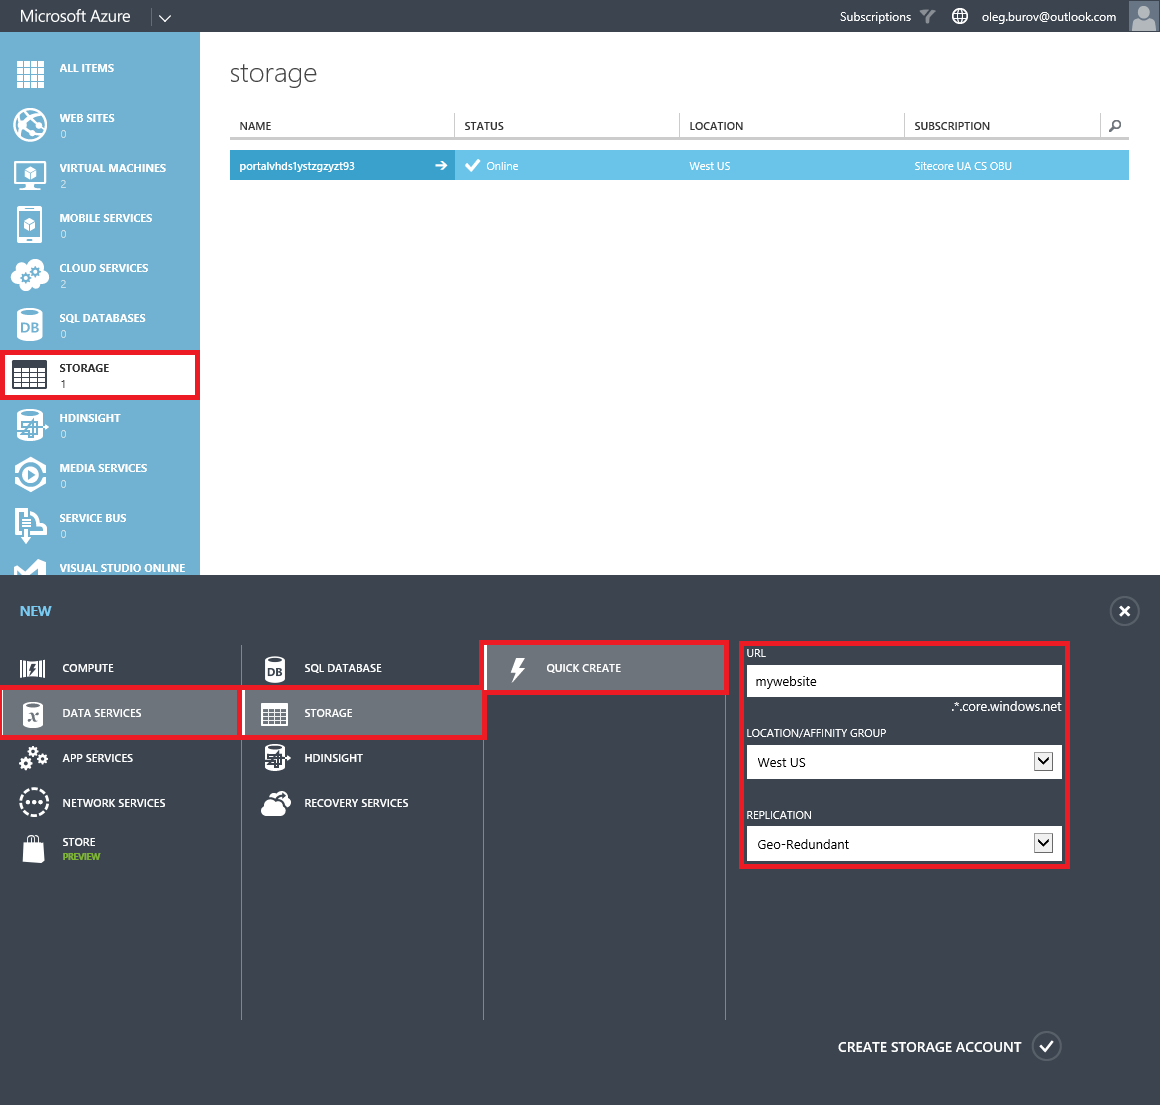 Microsoft Azure
Subscriptions
oleg.burov@outlook.com
ALL ITEMS
WEB SITES
0
VIRTUAL MACHINES
2
MOBILE SERVICES
0
CLOUD SERVICES
2
DB
SQL DATABASES
0
STORAGE
1
HDINSIGHT
0
MEDIA SERVICES
0
SERVICE BUS
0
VISUAL STUDIO ONLINE
storage
NAME STATUS LOCATION SUBSCRIPTION
portalvhds1ystzgzyzt93 Online West US Sitecore UA CS OBU
NEW
COMPUTE
DATA SERVICES
APP SERVICES
NETWORK SERVICES
STORE
PREVIEW
DB
SQL DATABASE
STORAGE
HDINSIGHT
RECOVERY SERVICES
QUICK CREATE
URL
mywebsite
.*.core.windows.net
LOCATION/AFFINITY GROUP
West US
REPLICATION
Geo-Redundant
CREATE STORAGE ACCOUNT